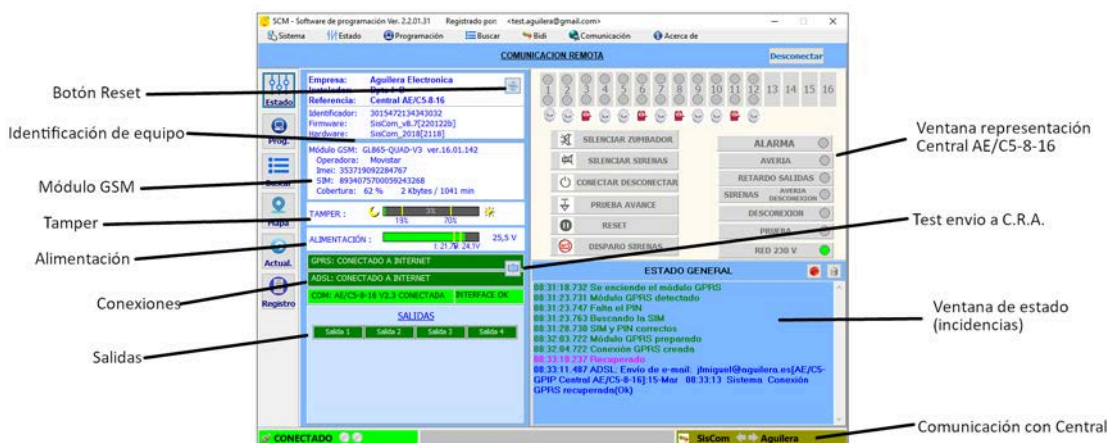 SCM - Software de programación Ver. 2.2.01.31 Registrado por: <test.aguilera@gmail.com>
Sistema Estado Programación Buscar Bidi Comunicación Acerca de
COMUNICACION REMOTA
Desconectar
Botón Reset
Identificación de equipo
Módulo GSM
Tamper
Alimentación
Conexiones
Salidas
Estado
Prog.
Mapa
Actual.
Registro
Empresa: Aguilera Electronica
Referencia: Central AE/C5-8-16
Identificador: 3015472134343032
Firmware: SisCom_v8.7[220122b]
Hardware: SisCom_2018[2118]
Módulo GSM: GL865-QUAD-V3 ver.16.01.142
Operadora: Movistar
Imei: 353719092284767
SIM: 8934075700059243268
Cobertura: 62 % 2 Kbytes / 1041 min
TAMPER :
3%
19% 70%
ALIMENTACIÓN :
25,5 V
GPRS: CONECTADO A INTERNET
ADSL: CONECTADO A INTERNET
COM: AE/C5-8-16 V2.3 CONECTADA INTERFACE OK
SALIDAS
Salida 1 Salida 2 Salida 3 Salida 4
1 2 3 4 5 6 7 8 9 10 11 12 13 14 15 16
SILENCIAR ZUMBADOR
SILENCIAR SIRENAS
CONECTAR DESCONECTAR
PRUEBA AVANCE
RESET
DISPARO SIRENAS
ALARMA
AVERIA
RETARDO SALIDAS
SIRENAS AVERIA DESCONEXION
DESCONEXION
PRUEBA
RED 230 V
ESTADO GENERAL
08:31:18.732 Se enciende el módulo GPRS
08:31:23.731 Módulo GPRS detectado
08:31:23.747 Falta el PIN
08:31:23.763 Buscando la SIM
08:31:28.730 SIM y PIN correctos
08:32:03.722 Módulo GPRS preparado
08:32:04.722 Conexión GPRS creada
08:33:10.237 Recuperado
08:33:11.487 ADSL: Envío de e-mail: jlmiguel@aguilera.es[AE/C5-
GPIP Central AE/C5-8-16]:15-Mar 08:33:13 Sistema Conexión
GPRS recuperada(Ok)
Ventana representación
Central AE/C5-8-16
Test envio a C.R.A.
Ventana de estado
(incidencias)
Comunicación con Central
CONECTADO
SisCom Aguilera